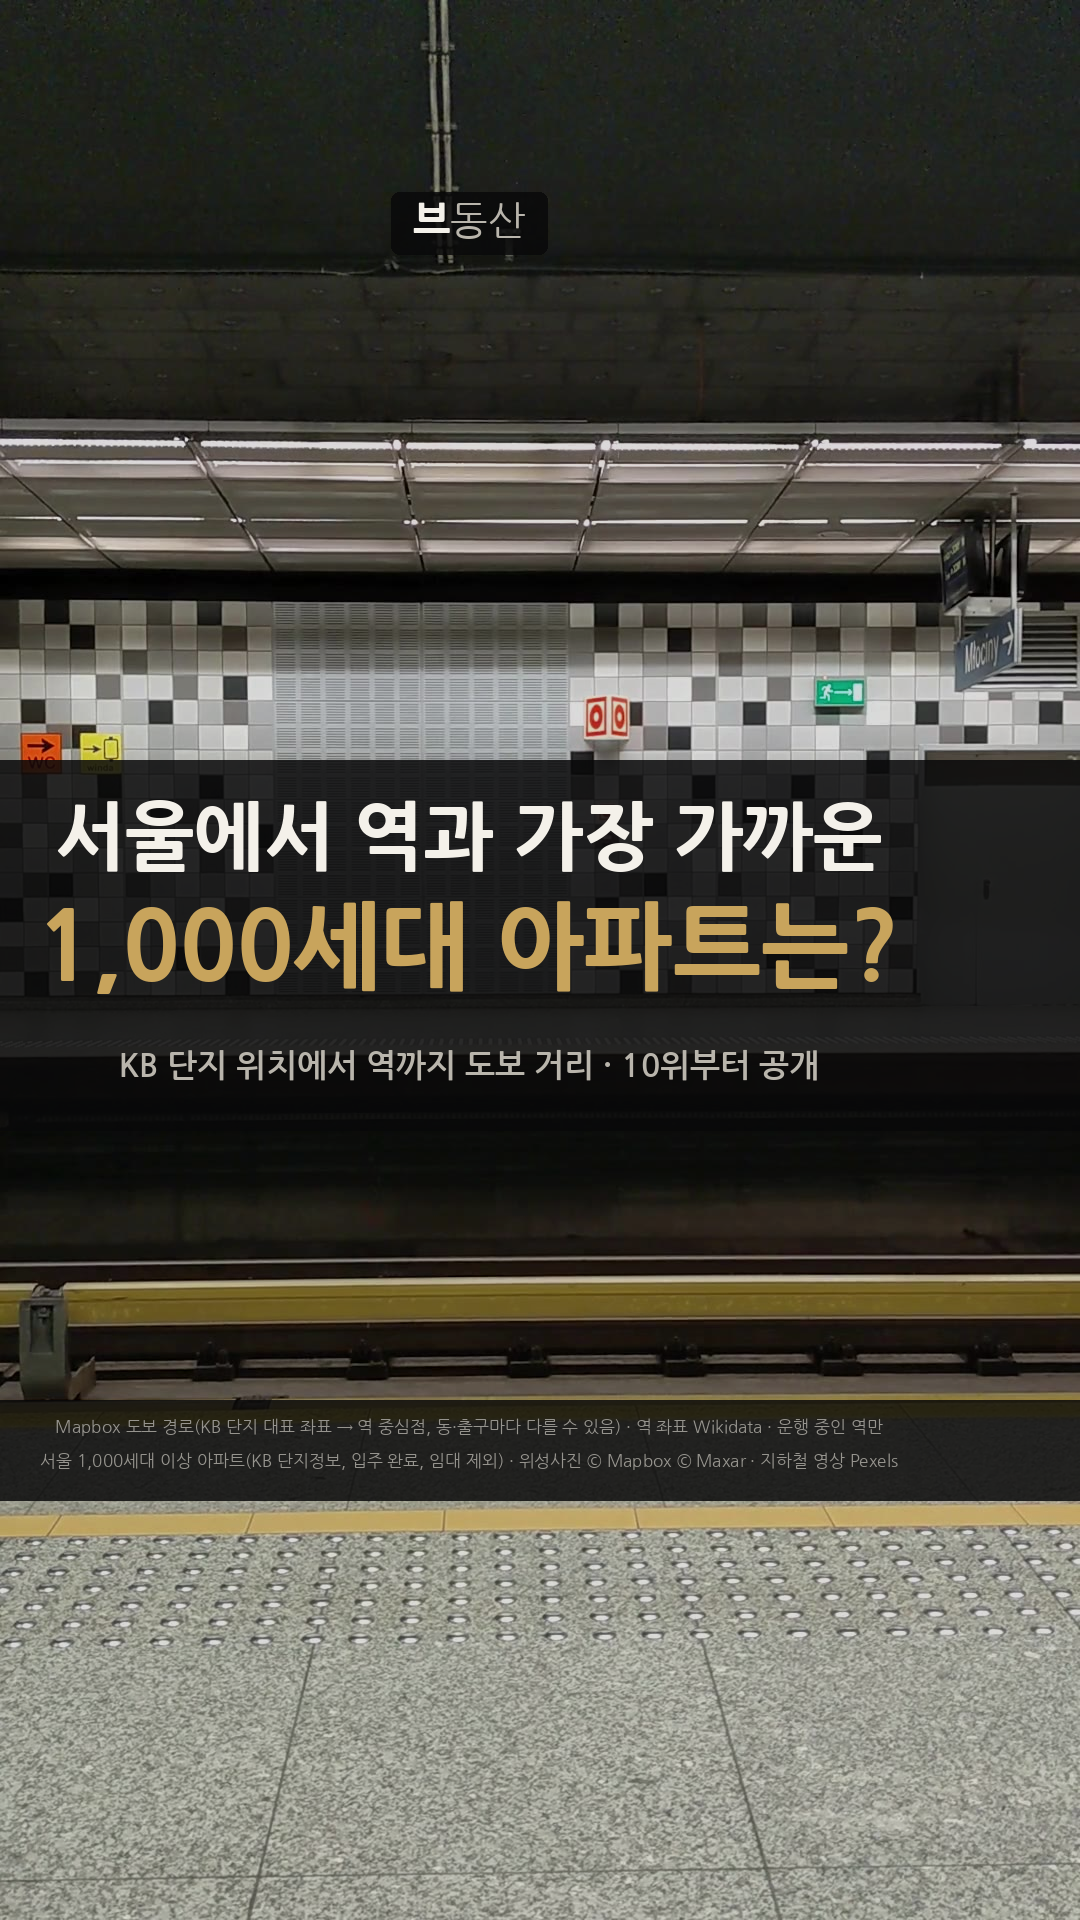 브동산
Młociny
WC
서울에서 역과 가장 가까운
1,000세대 아파트는?
KB 단지 위치에서 역까지 도보 거리 · 10위부터 공개
Mapbox 도보 경로(KB 단지 대표 좌표 → 역 중심점, 동·출구마다 다를 수 있음) · 역 좌표 Wikidata · 운행 중인 역만
서울 1,000세대 이상 아파트(KB 단지정보, 입주 완료, 임대 제외) · 위성사진 © Mapbox © Maxar · 지하철 영상 Pexels